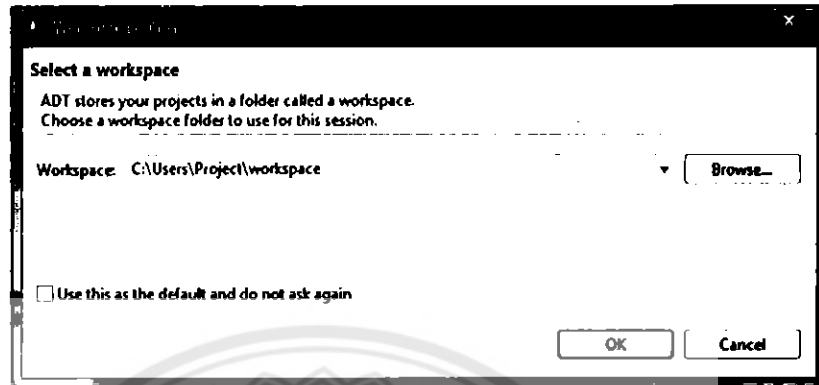 Select a workspace
ADT stores your projects in a folder called a workspace.
Choose a workspace folder to use for this session.
Workspace: C:\Users\Project\workspace
Browse...
Use this as the default and do not ask again
OK
Cancel